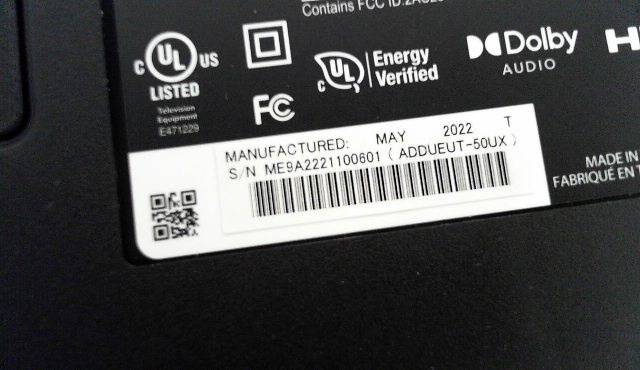 Contains FCC ID:2AC23
c UL US
LISTED
Television
Equipment
E471229
c UL
Energy
Verified
Dolby
AUDIO
H
FC
MANUFACTURED: MAY 2022 T
S/N ME9A2221100601 ( ADDUEUT-50UX )
MADE IN
FABRIQUÉ EN T